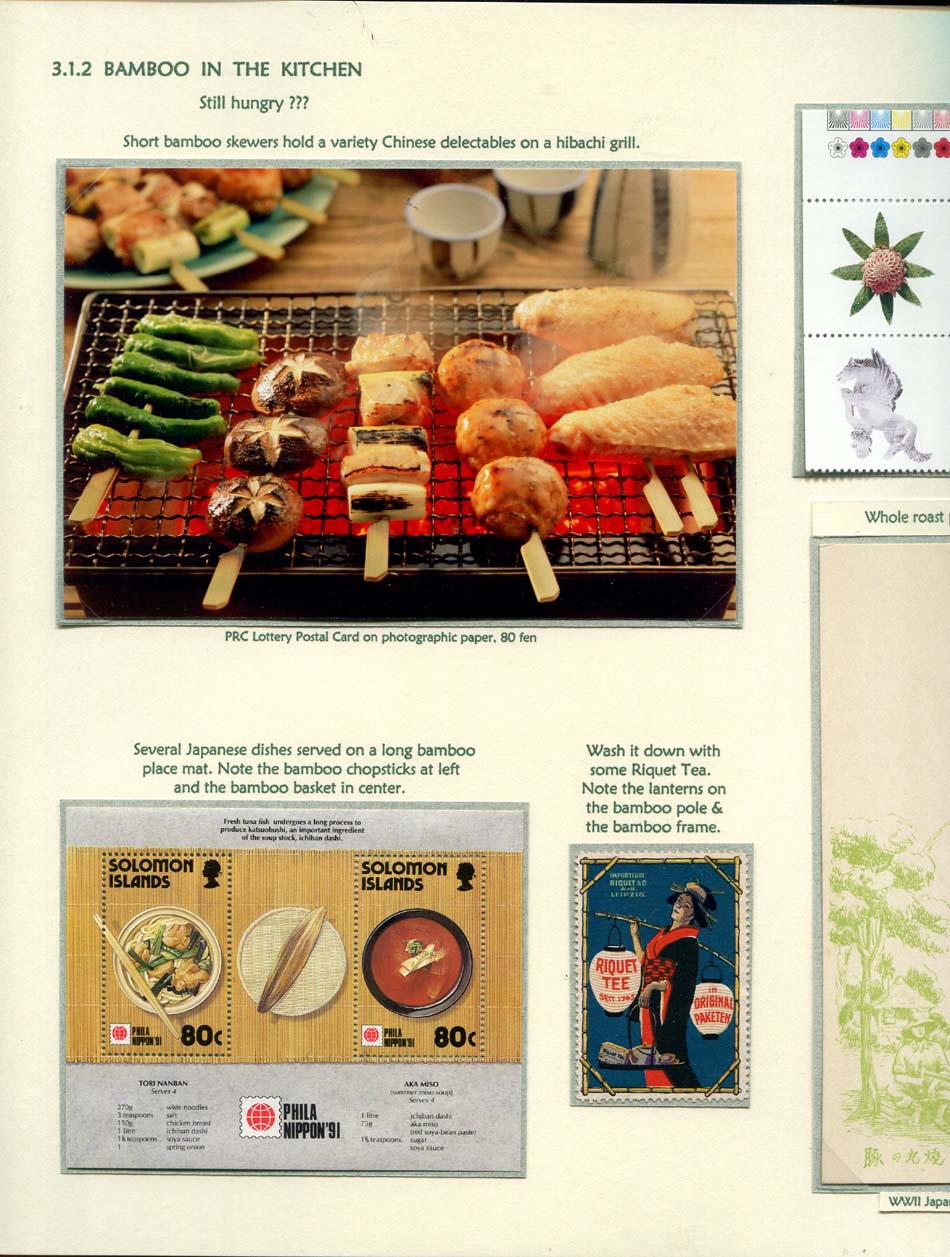 3.1.2 BAMBOO IN THE KITCHEN
Still hungry ???
Short bamboo skewers hold a variety Chinese delectables on a hibachi grill.
PRC Lottery Postal Card on photographic paper, 80 fen
Whole roast
Several Japanese dishes served on a long bamboo
place mat. Note the bamboo chopsticks at left
and the bamboo basket in center.
Fresh tuna fish undergoes a long process to
produce katsuobushi, an important ingredient
of the soup stock, ichiban dashi.
SOLOMON
ISLANDS
PHILA
NIPPON'91
80c
SOLOMON
ISLANDS
PHILA
NIPPON'91
80c
TORI NANBAN
Serves 4
270g wide noodles
3 teaspoons salt
150g chicken breast
1 litre ichiban dashi
1½ teaspoons soya sauce
1 spring onion
PHILA
NIPPON'91
AKA MISO
(summer miso soup)
Serves 4
1 litre ichiban dashi
75g aka miso
(red soya-bean paste)
1½ teaspoons sugar
soya sauce
Wash it down with
some Riquet Tea.
Note the lanterns on
the bamboo pole &
the bamboo frame.
IMPORTEUR
RIQUET & Cº
LEIPZIG.
RIQUET
TEE
SEIT 1745
IN
ORIGINAL
PAKETEN
豚の丸焼
WWII Japa